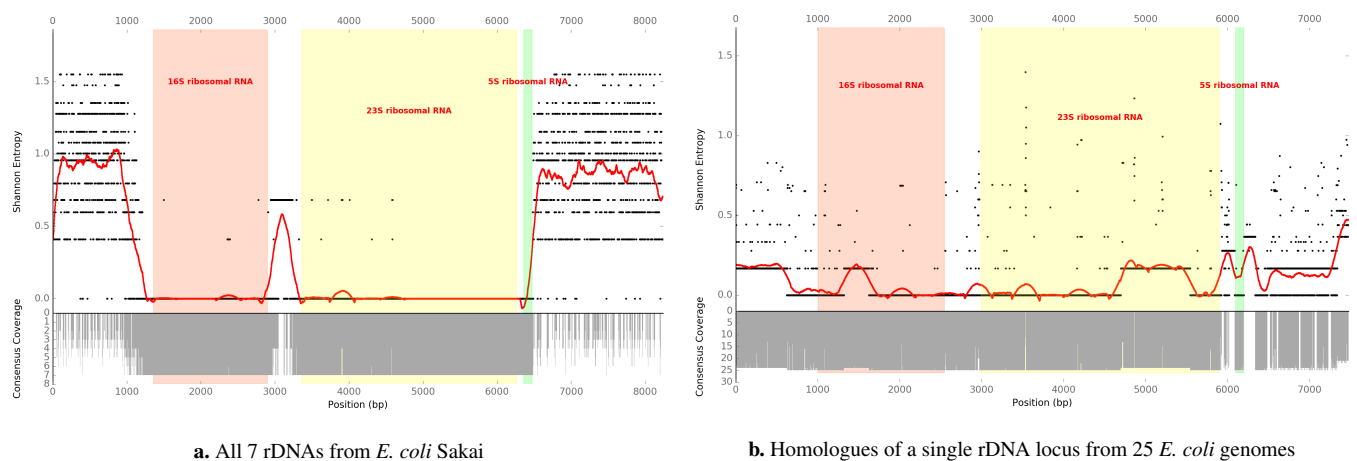 0 1000 2000 3000 4000 5000 6000 7000 8000
Shannon Entropy
1.5
1.0
0.5
0.0
16S ribosomal RNA
23S ribosomal RNA
5S ribosomal RNA
Consensus Coverage
0
1
2
3
4
5
6
7
8
0 1000 2000 3000 4000 5000 6000 7000 8000
Position (bp)
a. All 7 rDNAs from E. coli Sakai
0 1000 2000 3000 4000 5000 6000 7000
Shannon Entropy
1.5
1.0
0.5
0.0
16S ribosomal RNA
23S ribosomal RNA
5S ribosomal RNA
Consensus Coverage
0
5
10
15
20
25
30
0 1000 2000 3000 4000 5000 6000 7000
Position (bp)
b. Homologues of a single rDNA locus from 25 E. coli genomes